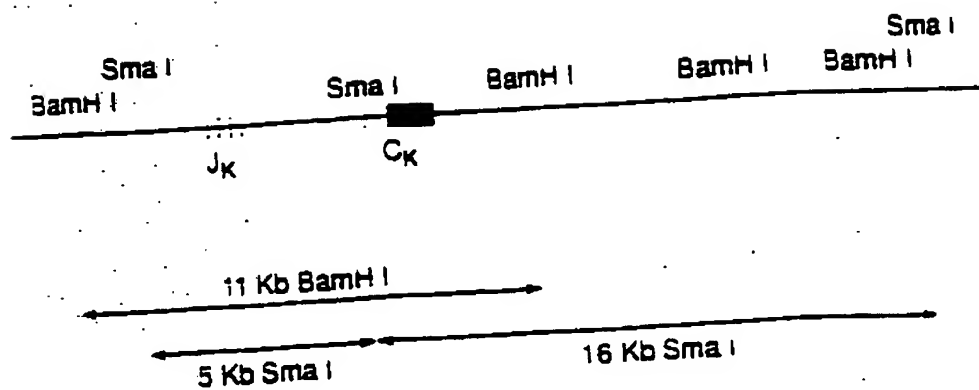 Sma I
Sma I
BamH I
Sma I
BamH I
BamH I
BamH I
J K
C K
11 Kb BamH I
5 Kb Sma I
16 Kb Sma I